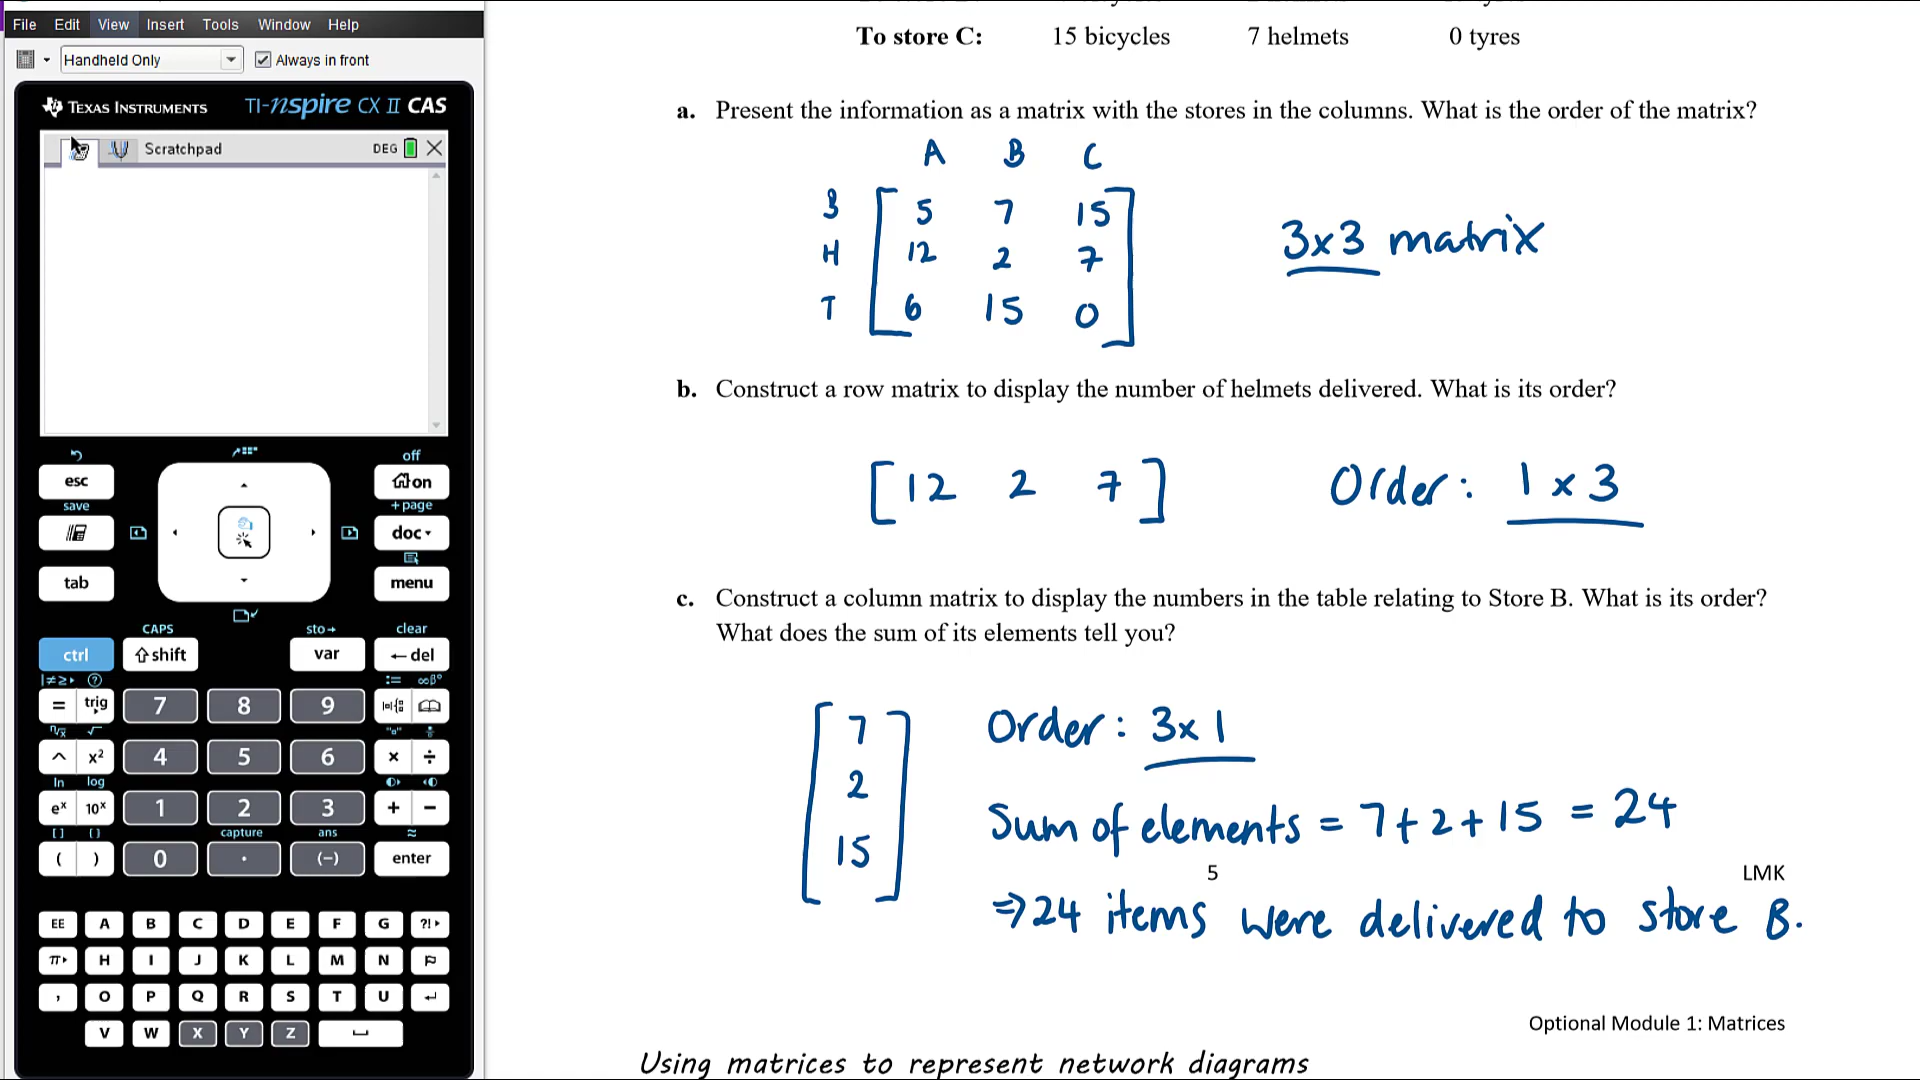 File Edit View Insert Tools Window Help
Handheld Only Always in front
TEXAS INSTRUMENTS TI-nspire CX II CAS
Scratchpad DEG
off
esc on
save +page
doc
tab menu
CAPS sto→ clear
ctrl ⇧shift var ←del
|≠≥▸ ? := ∞β°
= trig 7 8 9
^ x² 4 5 6 × ÷
ln log
eˣ 10ˣ 1 2 3 + −
[ ] { } capture ans ≈
( ) 0 . (−) enter
EE A B C D E F G ?!▸
π▸ H I J K L M N
, O P Q R S T U ↵
V W X Y Z
To store C: 15 bicycles 7 helmets 0 tyres
a. Present the information as a matrix with the stores in the columns. What is the order of the matrix?
A B C
B 5 7 15
H 12 2 7
T 6 15 0
3x3 matrix
b. Construct a row matrix to display the number of helmets delivered. What is its order?
[12 2 7] Order: 1 x 3
c. Construct a column matrix to display the numbers in the table relating to Store B. What is its order?
What does the sum of its elements tell you?
7
2
15
Order: 3x1
Sum of elements = 7+2+15 = 24
5 LMK
⇒ 24 items were delivered to store B.
Optional Module 1: Matrices
Using matrices to represent network diagrams